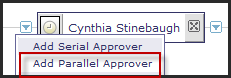 Cynthia Stinebaugh
Add Serial Approver
Add Parallel Approver